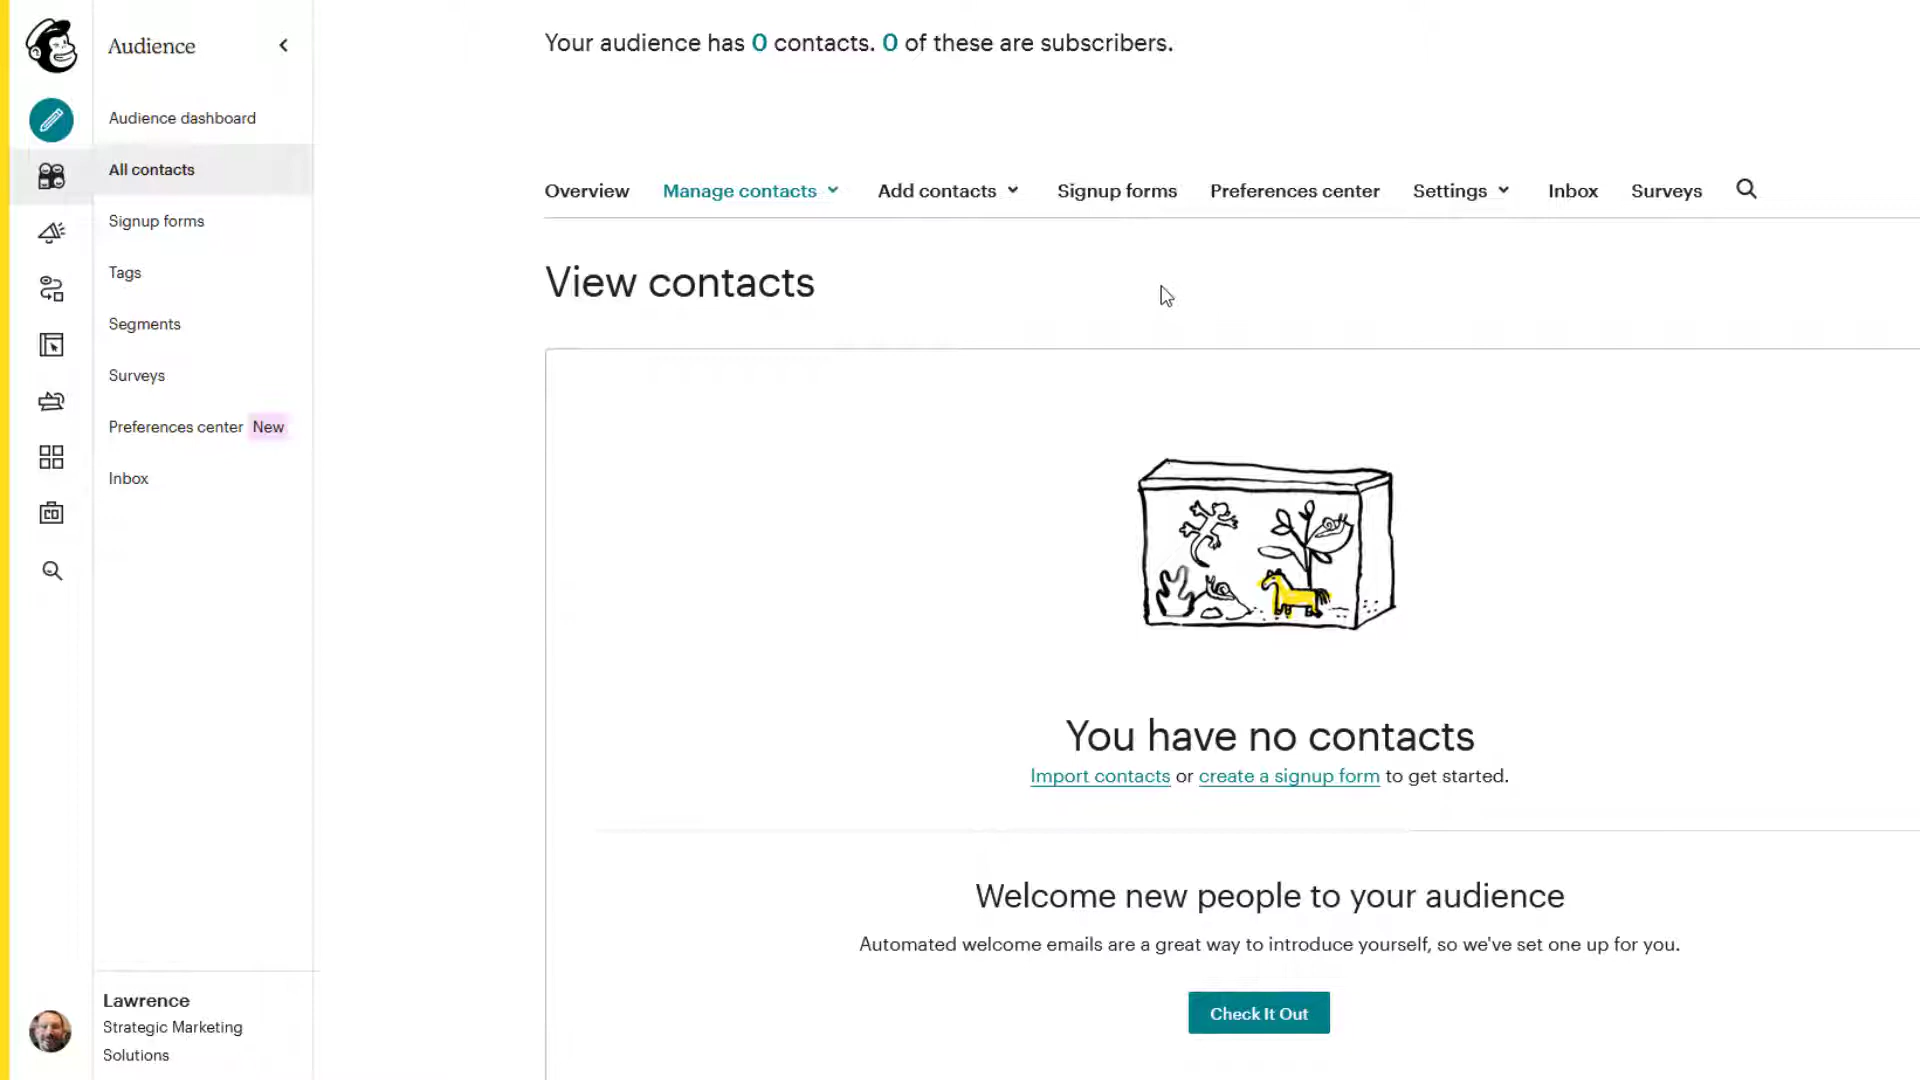 Audience
Audience dashboard
All contacts
Signup forms
Tags
Segments
Surveys
Preferences center New
Inbox
Lawrence
Strategic Marketing
Solutions
Your audience has 0 contacts. 0 of these are subscribers.
Overview Manage contacts Add contacts Signup forms Preferences center Settings Inbox Surveys
View contacts
You have no contacts
Import contacts or create a signup form to get started.
Welcome new people to your audience
Automated welcome emails are a great way to introduce yourself, so we've set one up for you.
Check It Out